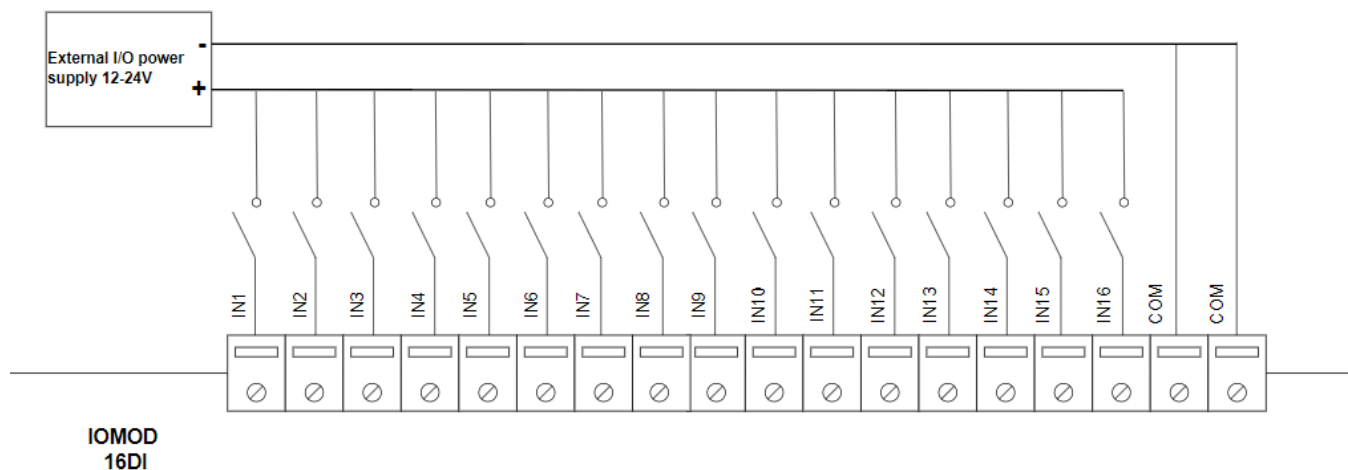 External I/O power -
supply 12-24V +
IN1 IN2 IN3 IN4 IN5 IN6 IN7 IN8 IN9 IN10 IN11 IN12 IN13 IN14 IN15 IN16 COM COM
IOMOD
16DI